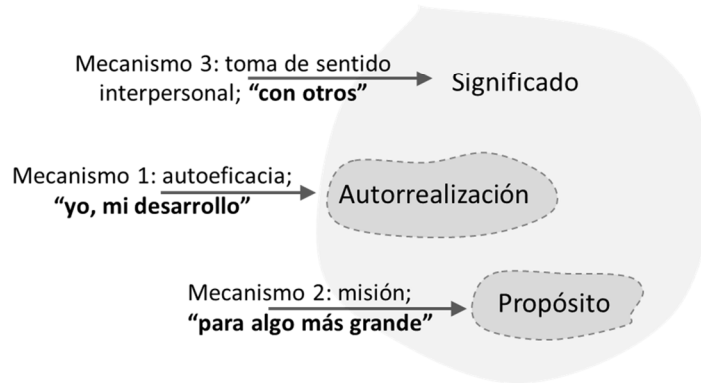 Mecanismo 3: toma de sentido
interpersonal; “con otros”
Significado
Mecanismo 1: autoeficacia;
“yo, mi desarrollo”
Autorrealización
Mecanismo 2: misión;
“para algo más grande”
Propósito